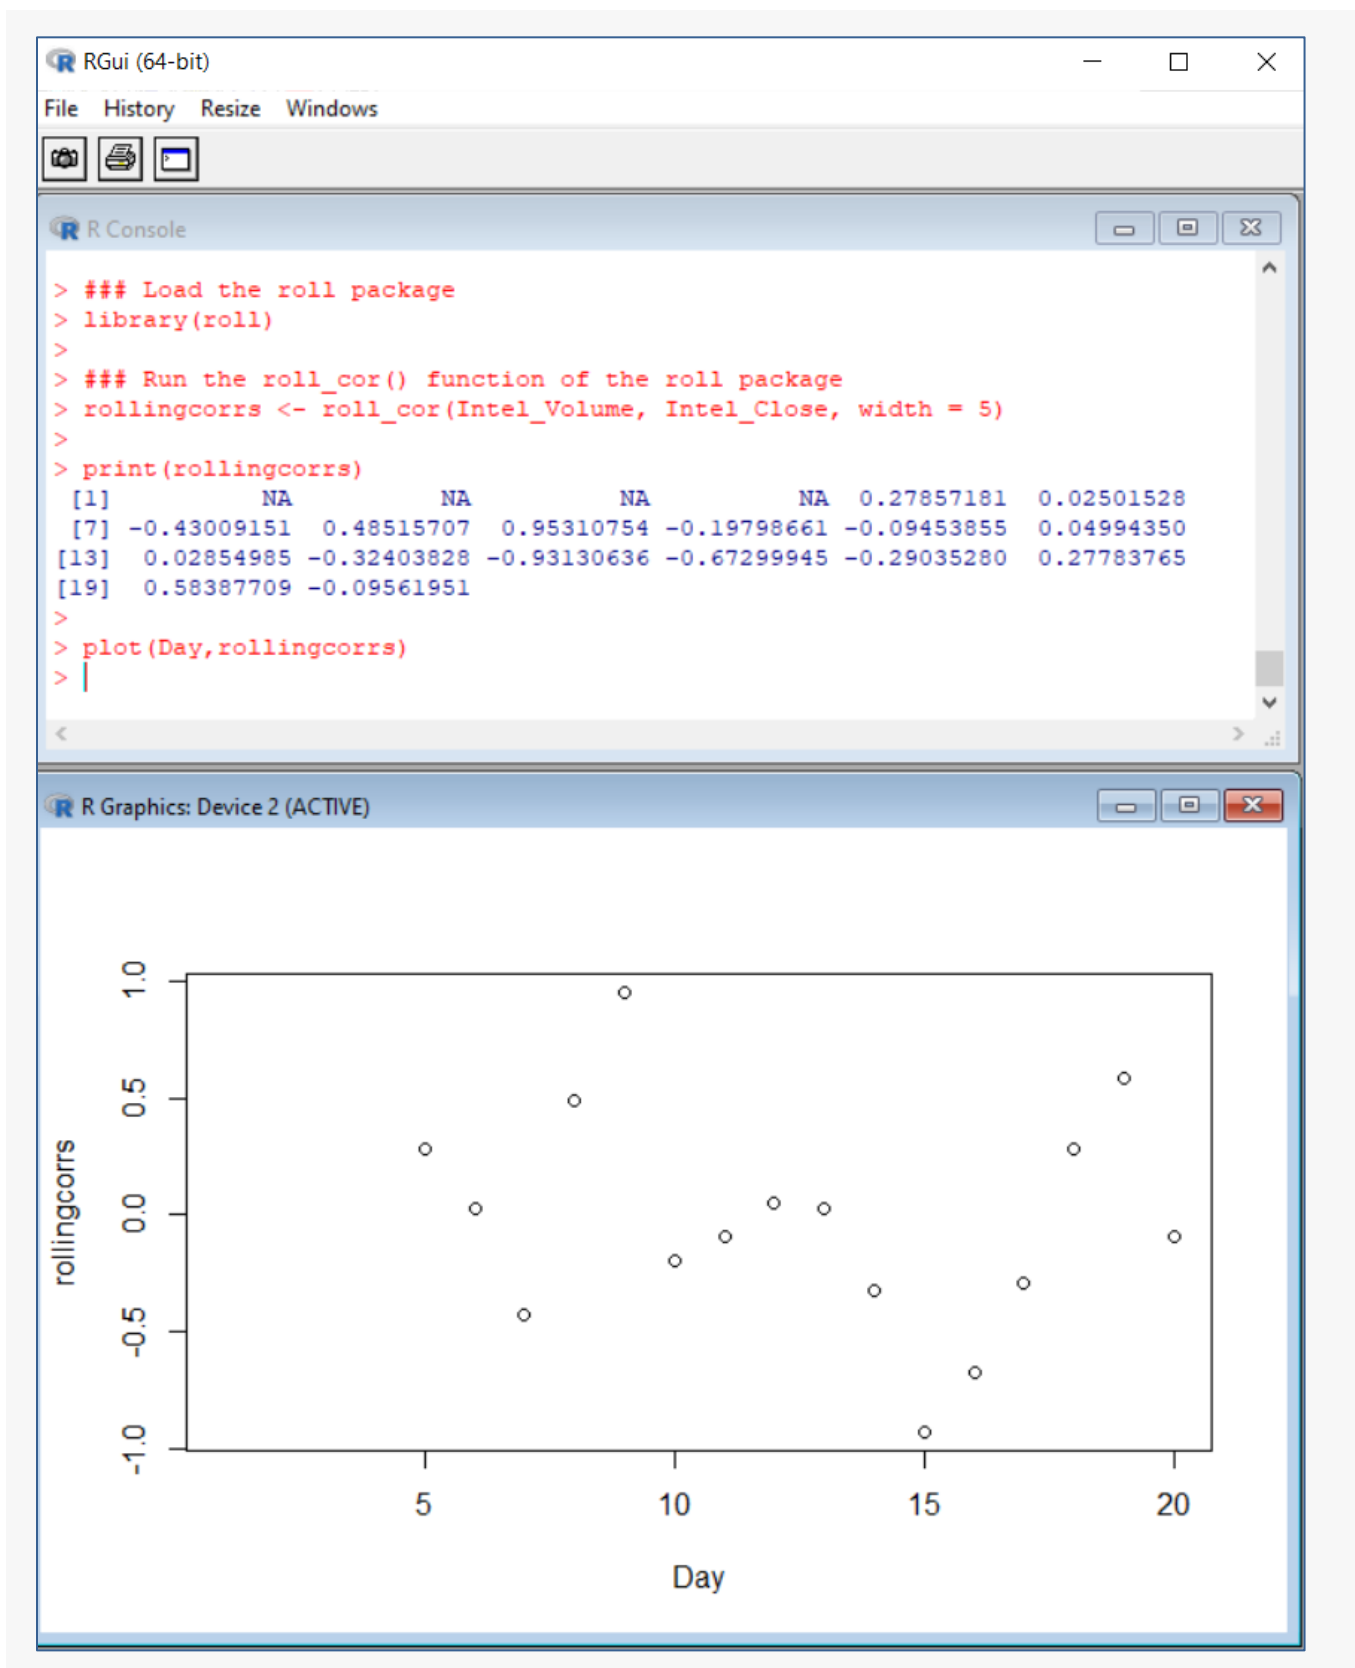 RGui (64-bit)
File History Resize Windows
R Console
> ### Load the roll package
> library(roll)
>
> ### Run the roll_cor() function of the roll package
> rollingcorrs <- roll_cor(Intel_Volume, Intel_Close, width = 5)
>
> print(rollingcorrs)
[1] NA NA NA NA 0.27857181 0.02501528
[7] -0.43009151 0.48515707 0.95310754 -0.19798661 -0.09453855 0.04994350
[13] 0.02854985 -0.32403828 -0.93130636 -0.67299945 -0.29035280 0.27783765
[19] 0.58387709 -0.09561951
>
> plot(Day,rollingcorrs)
>
R Graphics: Device 2 (ACTIVE)
1.0
0.5
0.0
-0.5
-1.0
rollingcorrs
5 10 15 20
Day